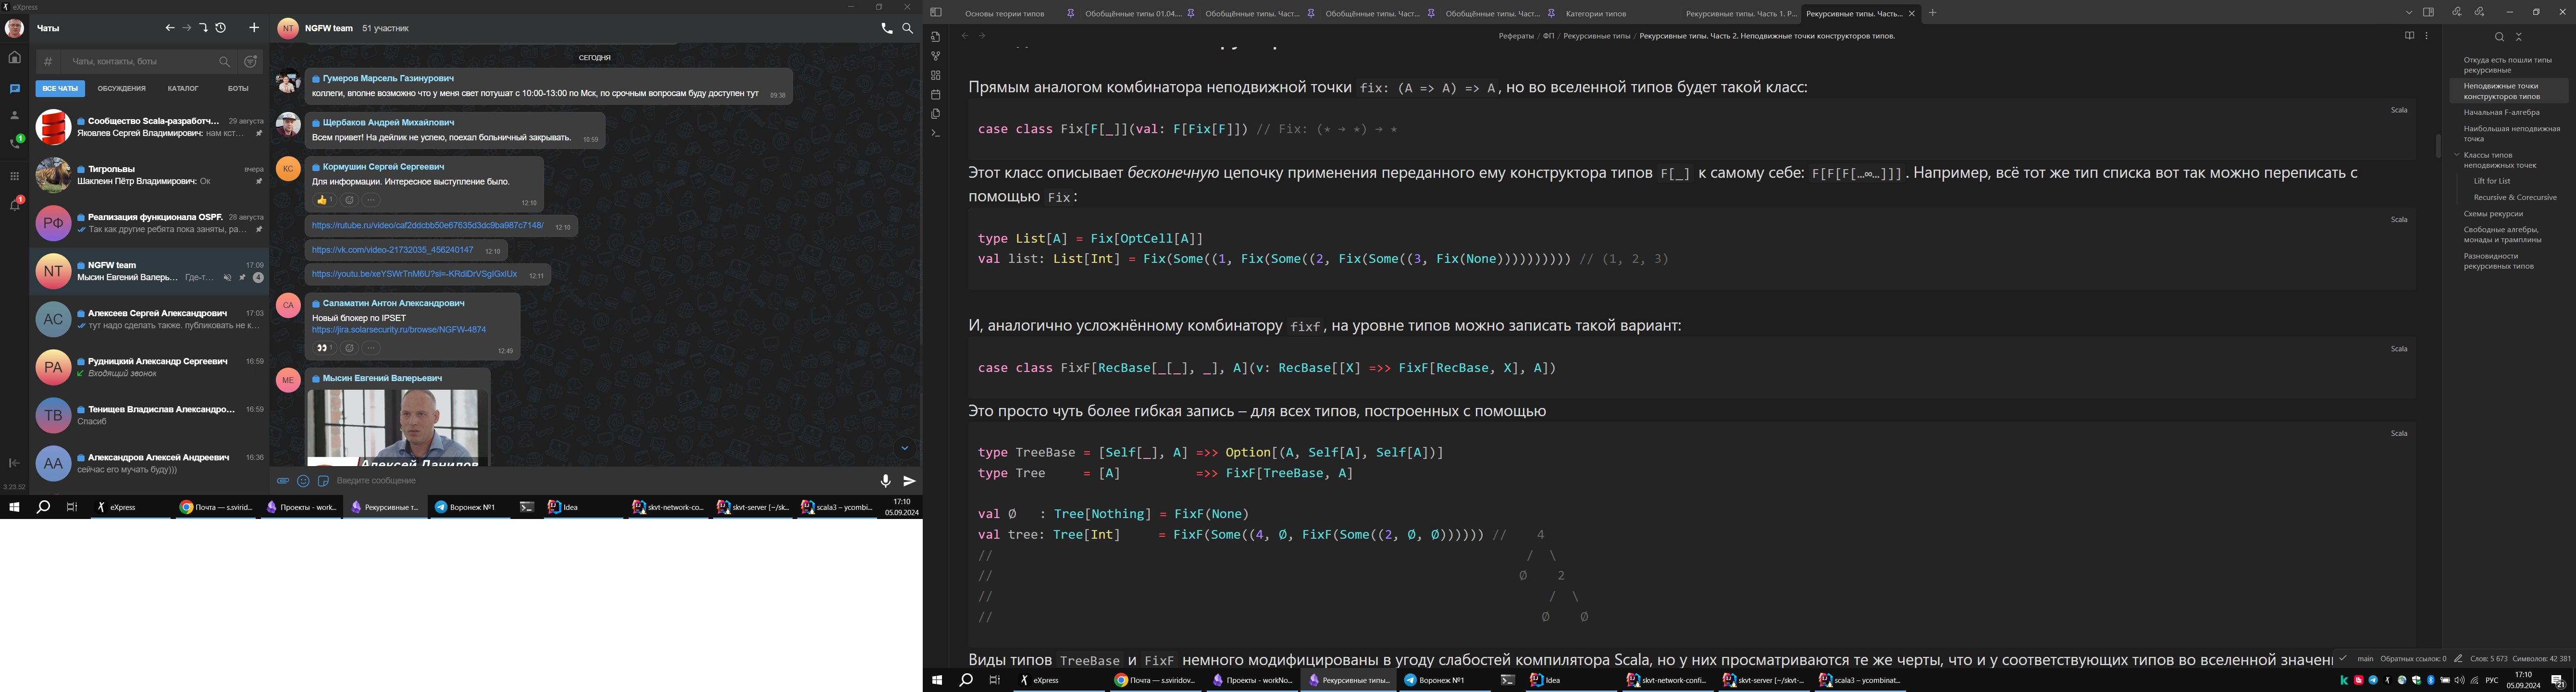 eXpress
Чаты
Чаты, контакты, боты
ВСЕ ЧАТЫ
ОБСУЖДЕНИЯ
КАТАЛОГ
БОТЫ
Сообщество Scala-разработч...
29 августа
Яковлев Сергей Владимирович: нам кст...
Тигрольвы
вчера
Шаклеин Пётр Владимирович: Ок
РФ
Реализация функционала OSPF.
28 августа
Так как другие ребята пока заняты, ра...
NT
NGFW team
17:09
Мысин Евгений Валерь... Где-т...
4
АС
Алексеев Сергей Александрович
17:03
тут надо сделать также. публиковать не к...
РА
Рудницкий Александр Сергеевич
16:59
Входящий звонок
ТВ
Тенищев Владислав Александро...
16:59
Спасиб
АА
Александров Алексей Андреевич
16:36
сейчас его мучать буду)))
3.23.52
NT
NGFW team
51 участник
СЕГОДНЯ
Гумеров Марсель Газинурович
коллеги, вполне возможно что у меня свет потушат с 10:00-13:00 по Мск, по срочным вопросам буду доступен тут
09:38
Щербаков Андрей Михайлович
Всем привет! На дейлик не успею, поехал больничный закрывать.
10:59
КС
Кормушин Сергей Сергеевич
Для информации. Интересное выступление было.
1
12:10
https://rutube.ru/video/caf2ddcbb50e67635d3dc9ba987c7148/
12:10
https://vk.com/video-21732035_456240147
12:10
https://youtu.be/xeYSWrTnM6U?si=-KRdiDrVSgIGxlUx
12:11
СА
Саламатин Антон Александрович
Новый блокер по IPSET
https://jira.solarsecurity.ru/browse/NGFW-4874
1
12:49
МЕ
Мысин Евгений Валерьевич
Алексей Данилов
Введите сообщение
eXpress
Почта — s.svirid...
Проекты - work...
Рекурсивные т...
Воронеж №1
Idea
skvt-network-co...
skvt-server [~/sk...
scala3 – ycombi...
17:10
05.09.2024
Основы теории типов
Обобщённые типы 01.04....
Обобщённые типы. Част...
Обобщённые типы. Част...
Обобщённые типы. Част...
Категории типов
Рекурсивные типы. Часть 1. Р...
Рекурсивные типы. Часть...
Рефераты / ФП / Рекурсивные типы / Рекурсивные типы. Часть 2. Неподвижные точки конструкторов типов.
Прямым аналогом комбинатора неподвижной точки fix: (A => A) => A, но во вселенной типов будет такой класс:
Scala
case class Fix[F[_]](val: F[Fix[F]]) // Fix: (★ → ★) → ★
Этот класс описывает бесконечную цепочку применения переданного ему конструктора типов F[_] к самому себе: F[F[F[…∞…]]]. Например, всё тот же тип списка вот так можно переписать с
помощью Fix:
Scala
type List[A] = Fix[OptCell[A]]
val list: List[Int] = Fix(Some((1, Fix(Some((2, Fix(Some((3, Fix(None)))))))))) // (1, 2, 3)
И, аналогично усложнённому комбинатору fixf, на уровне типов можно записать такой вариант:
Scala
case class FixF[RecBase[_[_], _], A](v: RecBase[[X] =>> FixF[RecBase, X], A])
Это просто чуть более гибкая запись – для всех типов, построенных с помощью
Scala
type TreeBase = [Self[_], A] =>> Option[(A, Self[A], Self[A])]
type Tree = [A] =>> FixF[TreeBase, A]
val Ø : Tree[Nothing] = FixF(None)
val tree: Tree[Int] = FixF(Some((4, Ø, FixF(Some((2, Ø, Ø)))))) // 4
// / \
// Ø 2
// / \
// Ø Ø
Виды типов TreeBase и FixF немного модифицированы в угоду слабостей компилятора Scala, но у них просматриваются те же черты, что и у соответствующих типов во вселенной значен
Откуда есть пошли типы
рекурсивные
Неподвижные точки
конструкторов типов
Начальная F-алгебра
Наибольшая неподвижная
точка
Классы типов
неподвижных точек
Lift for List
Recursive & Corecursive
Схемы рекурсии
Свободные алгебры,
монады и трамплины
Разновидности
рекурсивных типов
main
Обратных ссылок: 0
Слов: 5 673
Символов: 42 381
eXpress
Почта — s.sviridov...
Проекты - workNo...
Рекурсивные типы...
Воронеж №1
Idea
skvt-network-confi...
skvt-server [~/skvt-...
scala3 – ycombinat...
РУС
17:10
05.09.2024
21